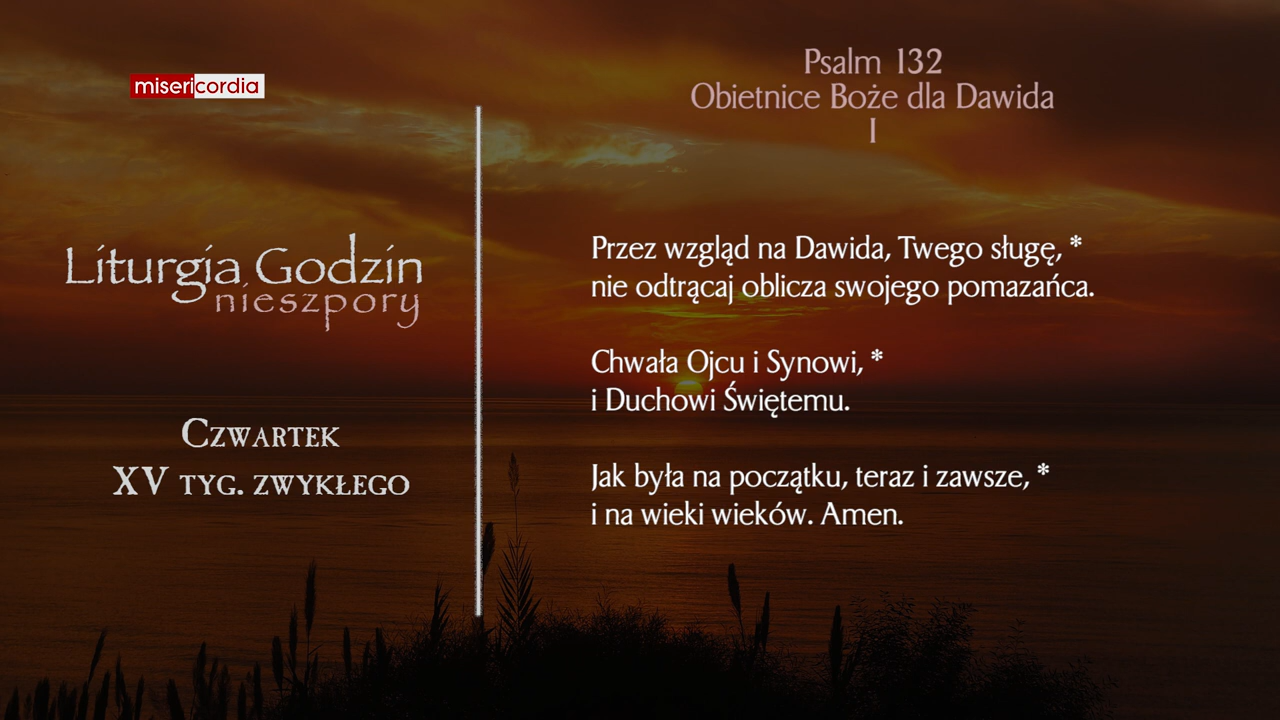 misericordia
Liturgia Godzin
nieszpory
Czwartek
XV tyg. zwykłego
Psalm 132
Obietnice Boże dla Dawida
I
Przez wzgląd na Dawida, Twego sługę, *
nie odtrącaj oblicza swojego pomazańca.
Chwała Ojcu i Synowi, *
i Duchowi Świętemu.
Jak była na początku, teraz i zawsze, *
i na wieki wieków. Amen.